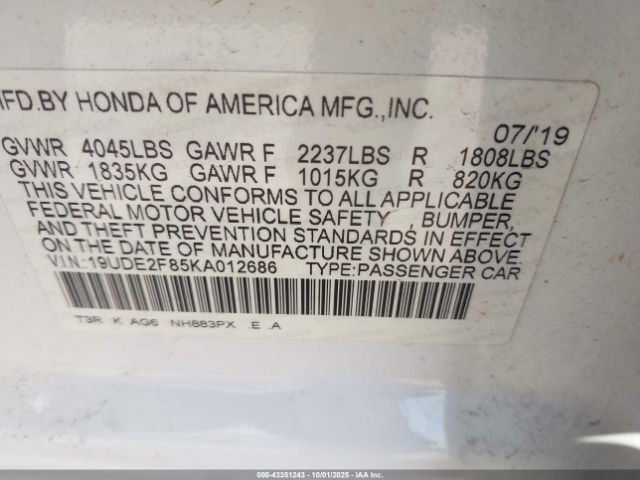 MFD.BY HONDA OF AMERICA MFG.,INC.
07/'19
GVWR 4045LBS GAWR F 2237LBS R 1808LBS
GVWR 1835KG GAWR F 1015KG R 820KG
THIS VEHICLE CONFORMS TO ALL APPLICABLE
FEDERAL MOTOR VEHICLE SAFETY , BUMPER,
AND THEFT PREVENTION STANDARDS IN EFFECT
ON THE DATE OF MANUFACTURE SHOWN ABOVE.
V.I.N.:19UDE2F85KA012686 TYPE:PASSENGER CAR
T3R K AG6 NH883PX .E .A
000-43351243 - 10/01/2025 - IAA Inc.